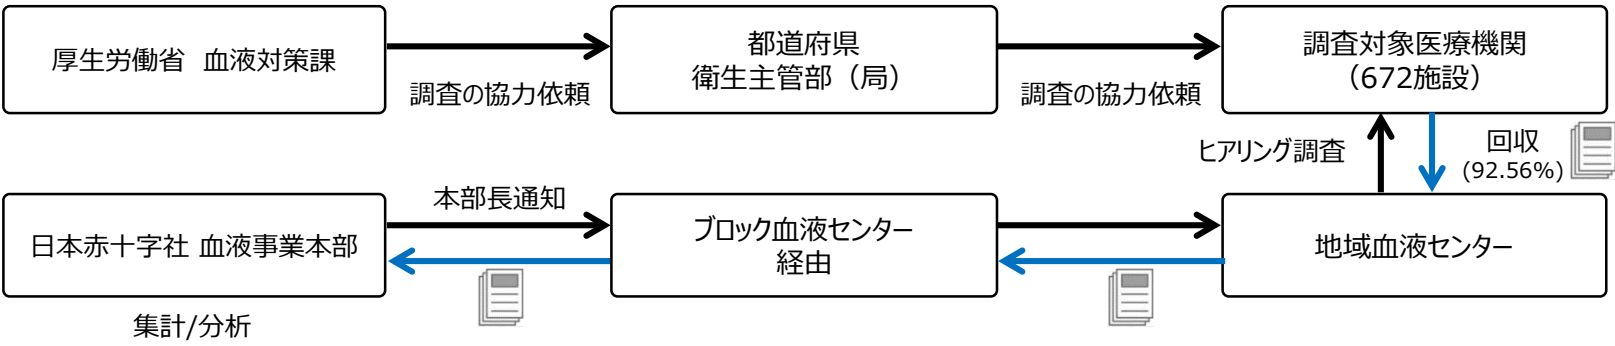 厚生労働省　血液対策課
調査の協力依頼
都道府県
衛生主管部（局）
調査の協力依頼
調査対象医療機関
（672施設）
ヒアリング調査
回収
(92.56%)
日本赤十字社 血液事業本部
本部長通知
ブロック血液センター
経由
地域血液センター
集計/分析